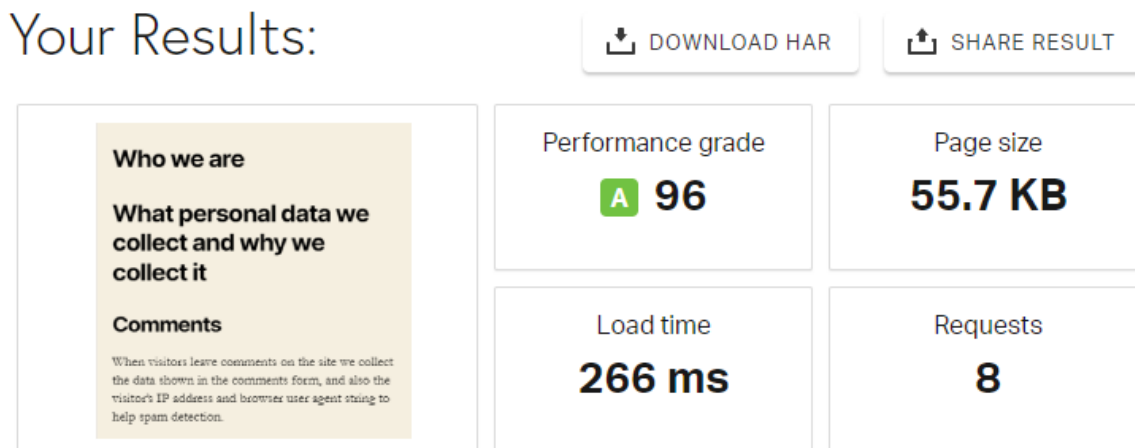 Your Results:
DOWNLOAD HAR
SHARE RESULT
Who we are
What personal data we
collect and why we
collect it
Comments
When visitors leave comments on the site we collect
the data shown in the comments form, and also the
visitor's IP address and browser user agent string to
help spam detection.
Performance grade
A 96
Page size
55.7 KB
Load time
266 ms
Requests
8